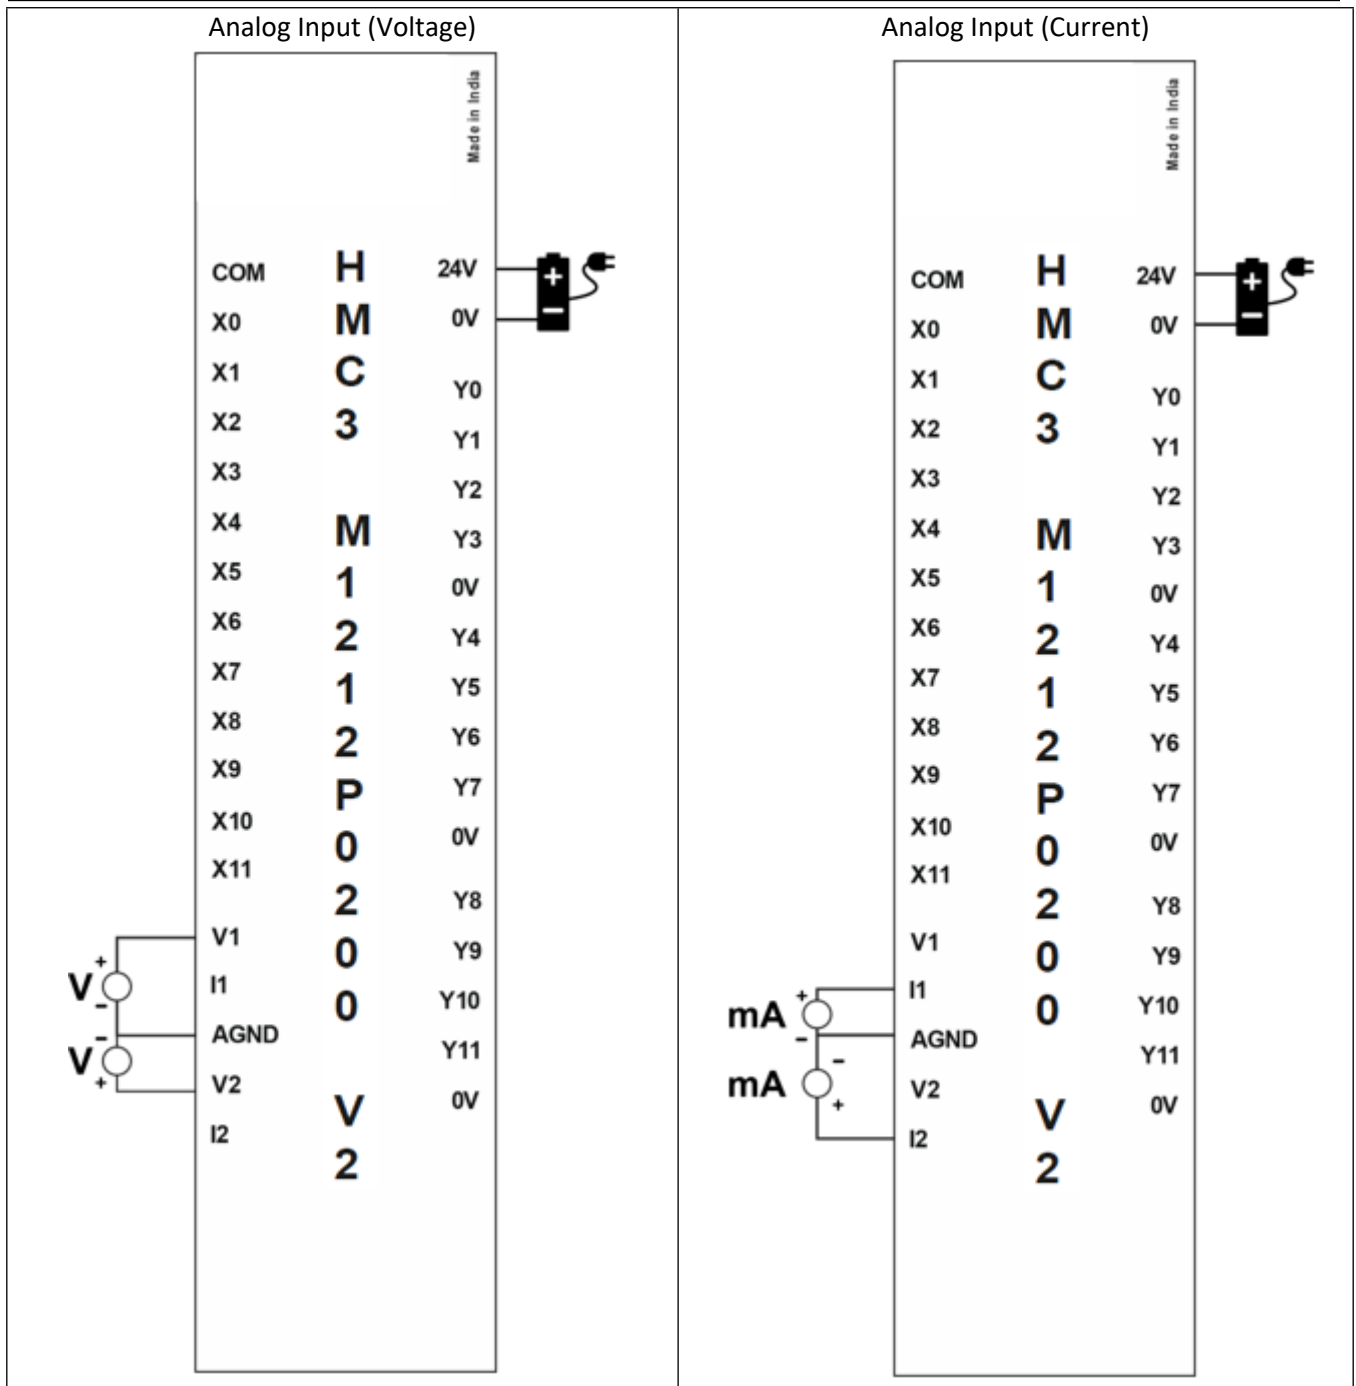 Analog Input (Voltage)
Made in India
COM
X0
X1
X2
X3
X4
X5
X6
X7
X8
X9
X10
X11
V1
I1
AGND
V2
I2
H
M
C
3
M
1
2
1
2
P
0
2
0
0
V
2
24V
0V
Y0
Y1
Y2
Y3
0V
Y4
Y5
Y6
Y7
0V
Y8
Y9
Y10
Y11
0V
+
−
+
V
−
−
V
+
Analog Input (Current)
Made in India
COM
X0
X1
X2
X3
X4
X5
X6
X7
X8
X9
X10
X11
V1
I1
AGND
V2
I2
H
M
C
3
M
1
2
1
2
P
0
2
0
0
V
2
24V
0V
Y0
Y1
Y2
Y3
0V
Y4
Y5
Y6
Y7
0V
Y8
Y9
Y10
Y11
0V
+
−
+
mA
−
−
mA
+